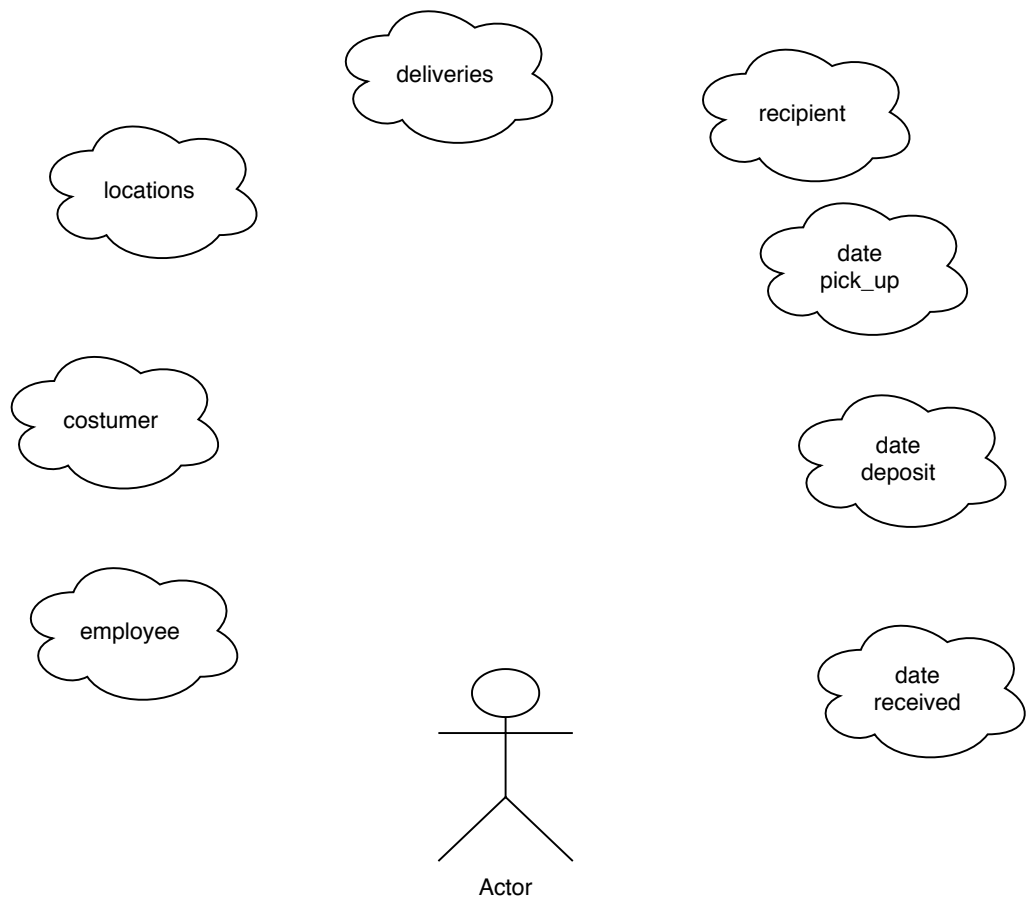 deliveries
recipient
locations
date
pick_up
costumer
date
deposit
employee
date
received
Actor